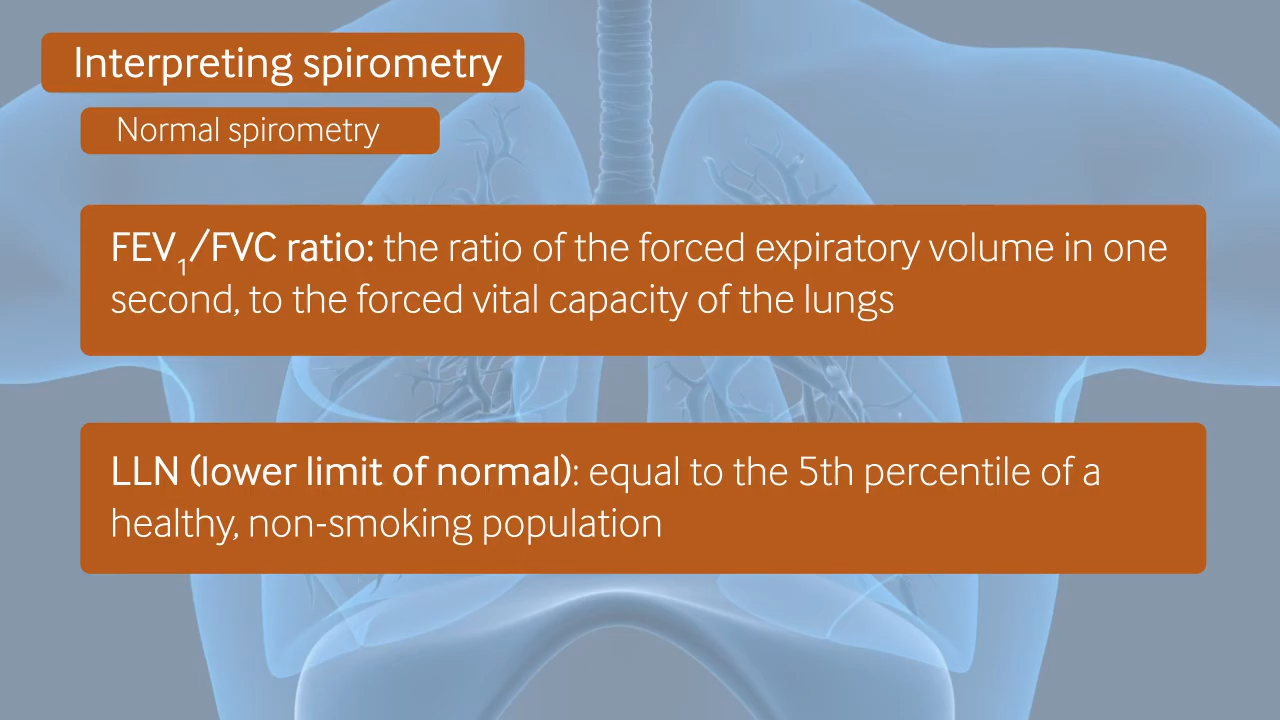 Interpreting spirometry
Normal spirometry
FEV₁/FVC ratio: the ratio of the forced expiratory volume in one
second, to the forced vital capacity of the lungs
LLN (lower limit of normal): equal to the 5th percentile of a
healthy, non-smoking population